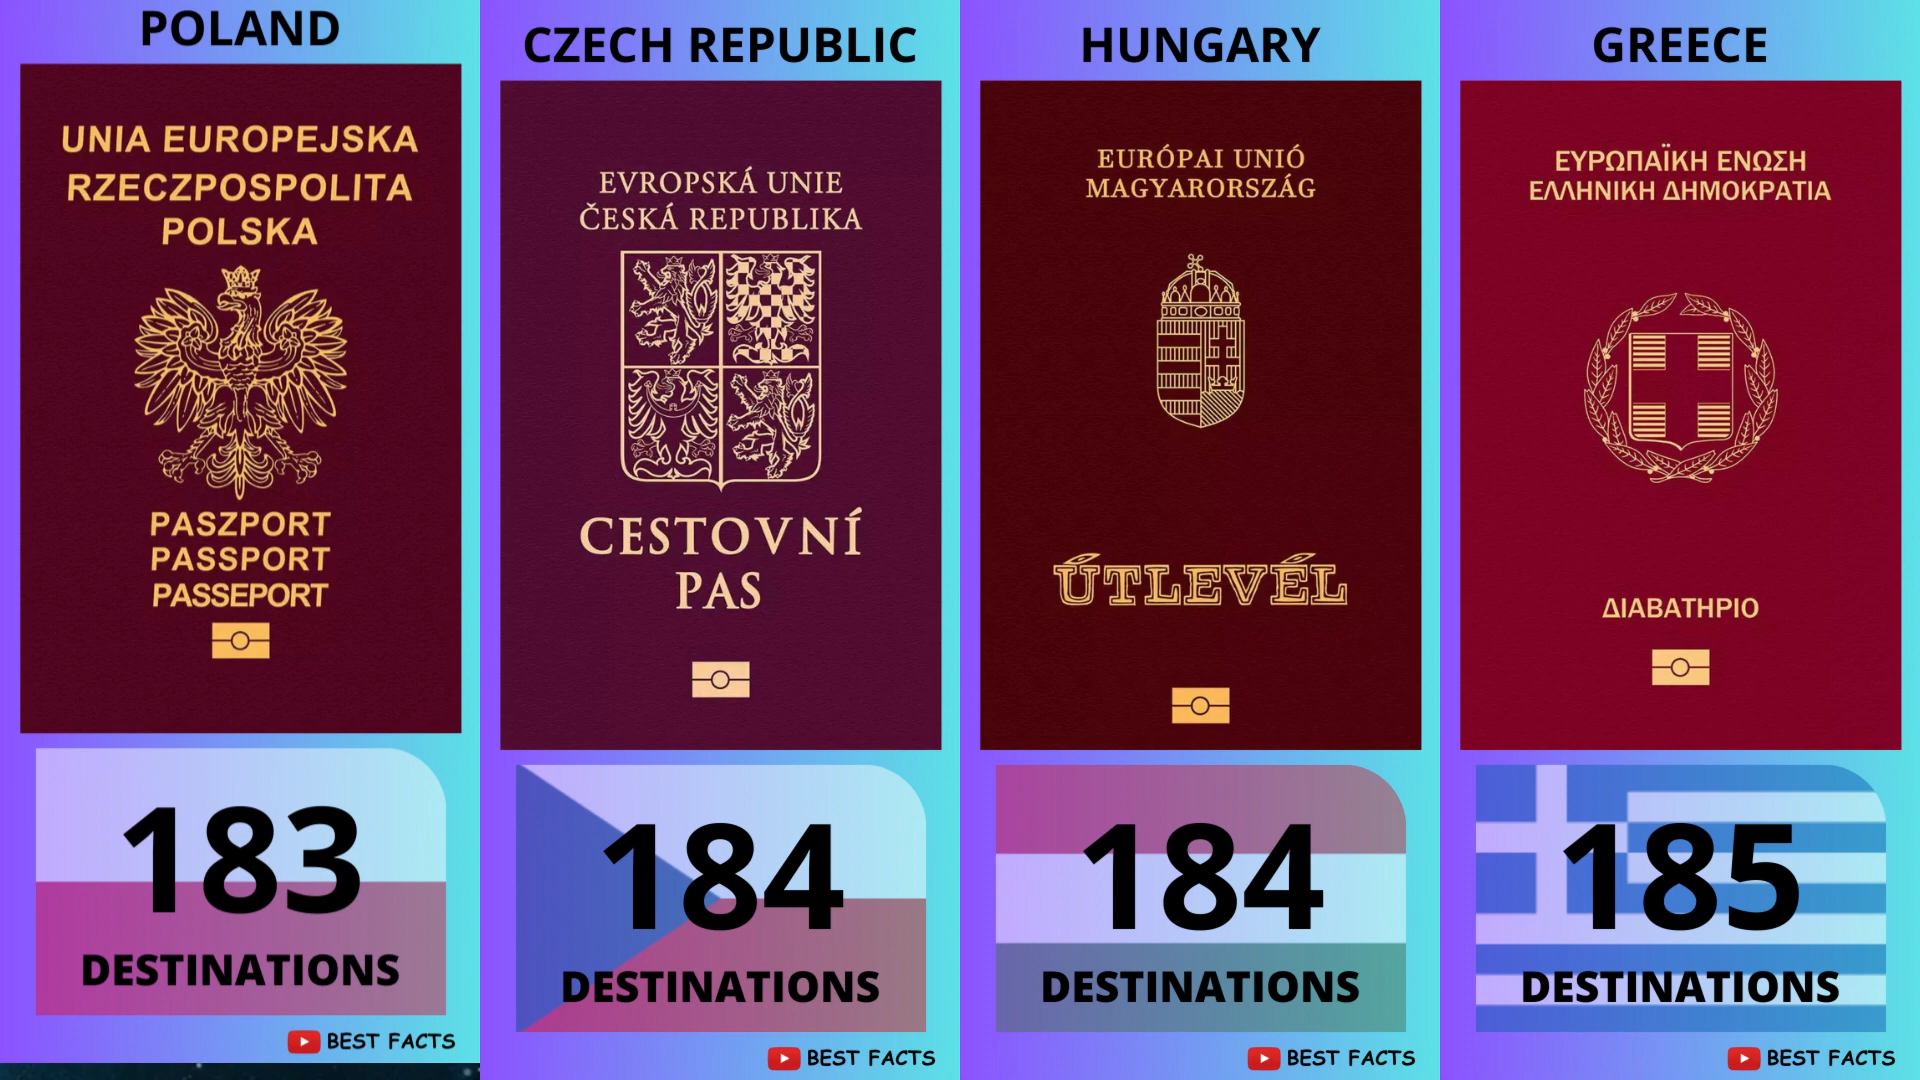 POLAND
UNIA EUROPEJSKA
RZECZPOSPOLITA
POLSKA
PASZPORT
PASSPORT
PASSEPORT
183
DESTINATIONS
BEST FACTS
CZECH REPUBLIC
EVROPSKÁ UNIE
ČESKÁ REPUBLIKA
CESTOVNÍ
PAS
184
DESTINATIONS
BEST FACTS
HUNGARY
EURÓPAI UNIÓ
MAGYARORSZÁG
ÚTLEVÉL
184
DESTINATIONS
BEST FACTS
GREECE
ΕΥΡΩΠΑΪΚΗ ΕΝΩΣΗ
ΕΛΛΗΝΙΚΗ ΔΗΜΟΚΡΑΤΙΑ
ΔΙΑΒΑΤΗΡΙΟ
185
DESTINATIONS
BEST FACTS